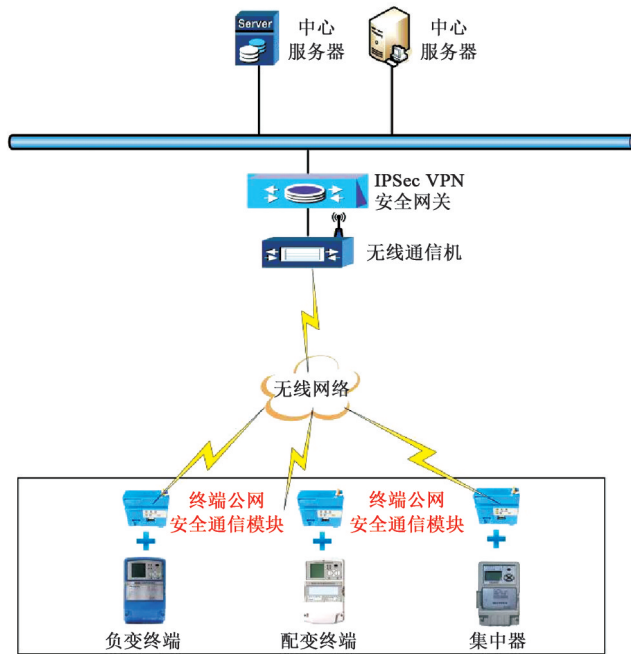 Server
中心
服务器
中心
服务器
IPSec VPN
安全网关
无线通信机
无线网络
终端公网
安全通信模块
终端公网
安全通信模块
负变终端
配变终端
集中器